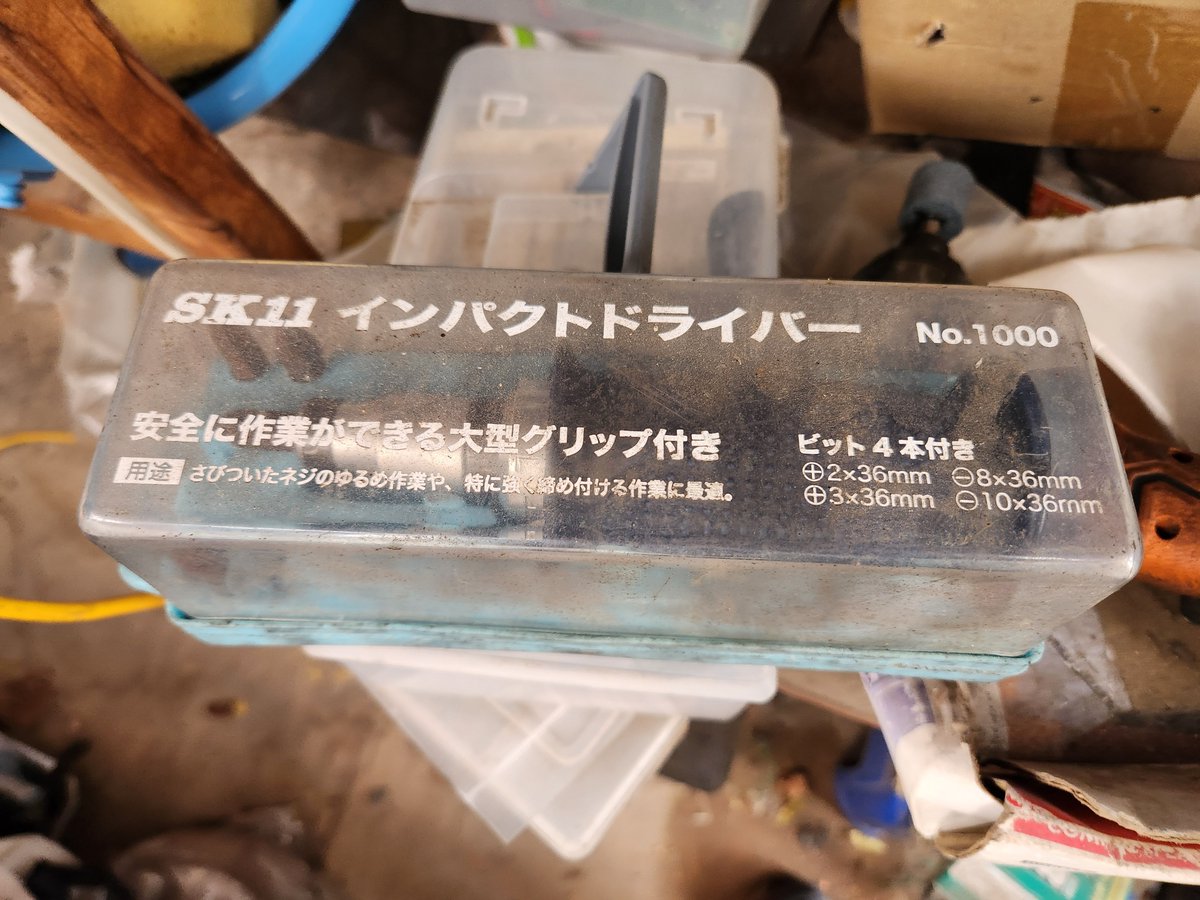 SK11 インパクトドライバー No.1000
安全に作業ができる大型グリップ付き
用途 さびついたネジのゆるめ作業や、特に強く締め付ける作業に最適。
ビット4本付き
⊕2×36mm ⊖8×36mm
⊕3×36mm ⊖10×36mm